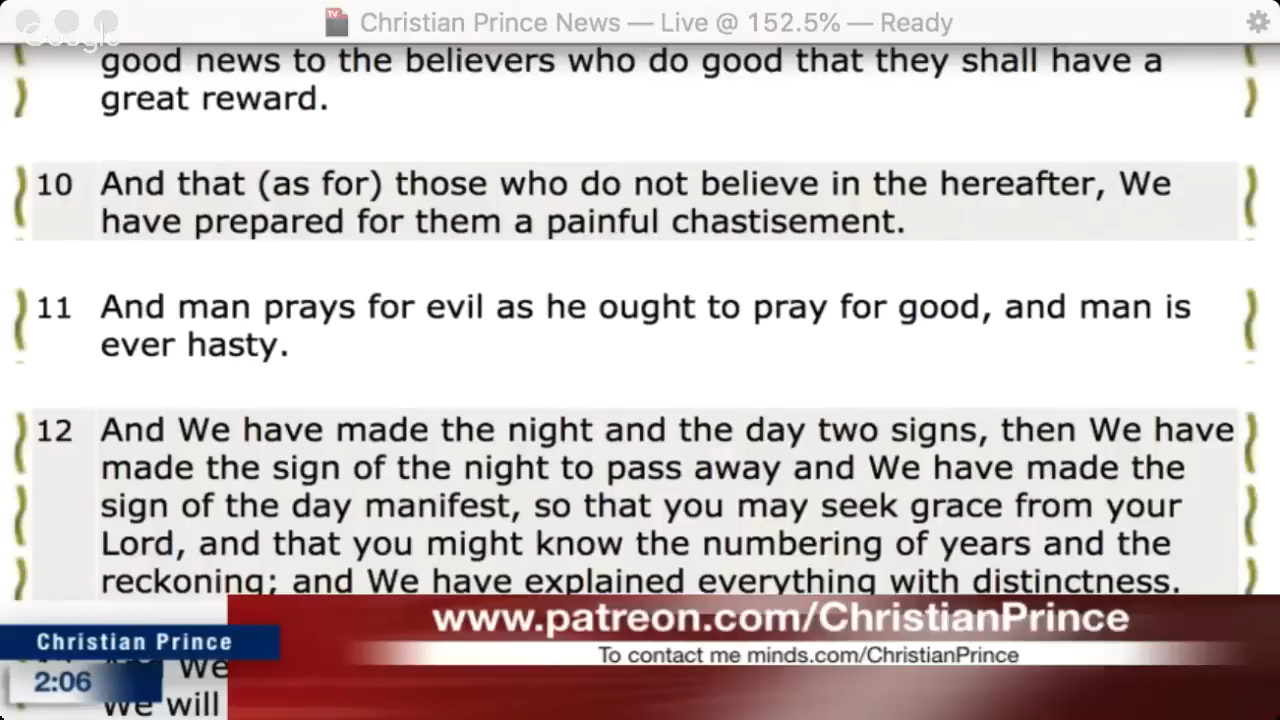 Christian Prince News — Live @ 152.5% — Ready
Google
good news to the believers who do good that they shall have a
great reward.
10 And that (as for) those who do not believe in the hereafter, We
have prepared for them a painful chastisement.
11 And man prays for evil as he ought to pray for good, and man is
ever hasty.
12 And We have made the night and the day two signs, then We have
made the sign of the night to pass away and We have made the
sign of the day manifest, so that you may seek grace from your
Lord, and that you might know the numbering of years and the
reckoning; and We have explained everything with distinctness.
www.patreon.com/ChristianPrince
Christian Prince
To contact me minds.com/ChristianPrince
We
2:06
We will